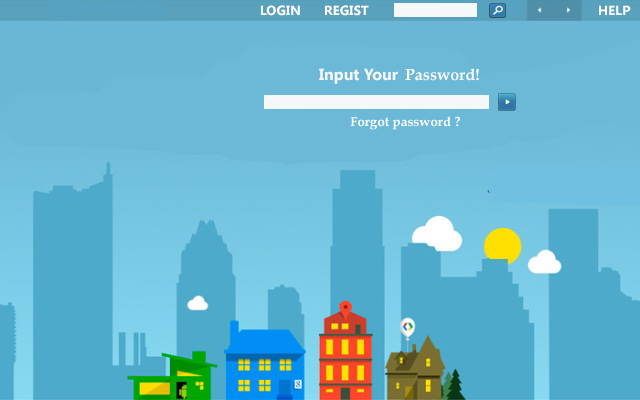 LOGIN REGIST HELP
Input Your Password!
Forgot password ?